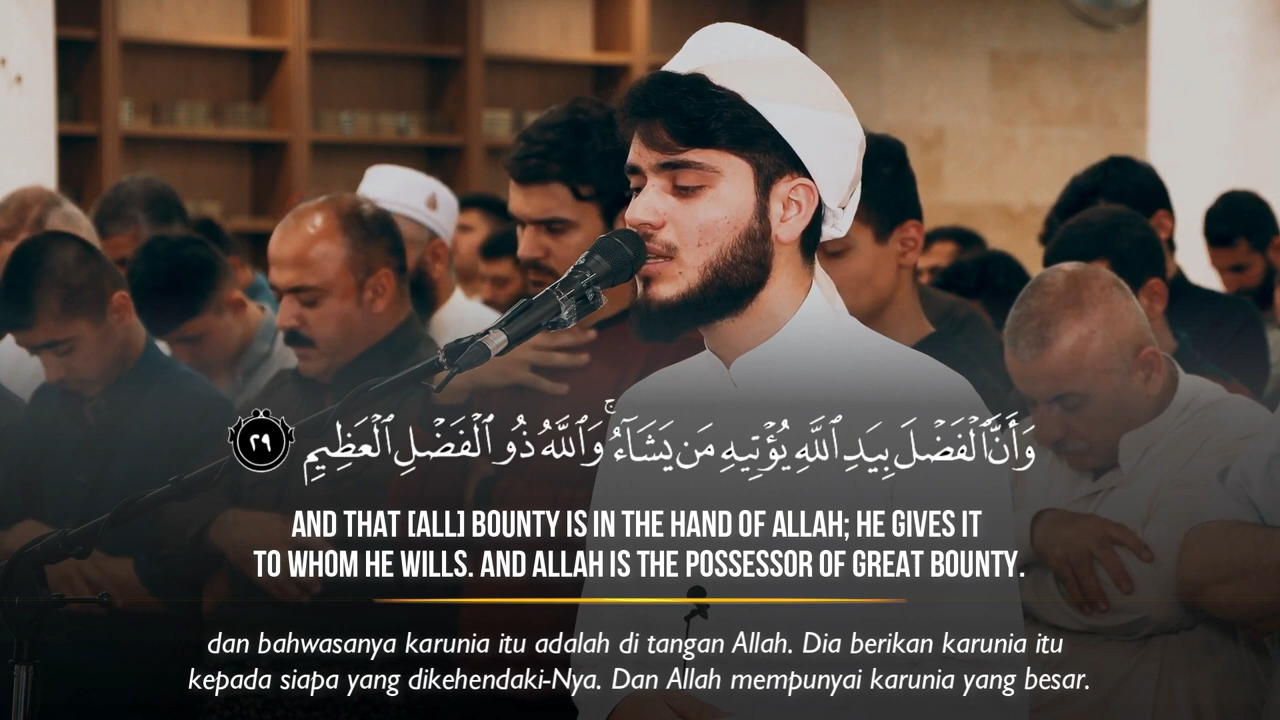 وَأَنَّ ٱلْفَضْلَ بِيَدِ ٱللَّهِ يُؤْتِيهِ مَن يَشَآءُ ۚ وَٱللَّهُ ذُو ٱلْفَضْلِ ٱلْعَظِيمِ ٢٩
AND THAT [ALL] BOUNTY IS IN THE HAND OF ALLAH; HE GIVES IT
TO WHOM HE WILLS. AND ALLAH IS THE POSSESSOR OF GREAT BOUNTY.
dan bahwasanya karunia itu adalah di tangan Allah. Dia berikan karunia itu
kepada siapa yang dikehendaki-Nya. Dan Allah mempunyai karunia yang besar.